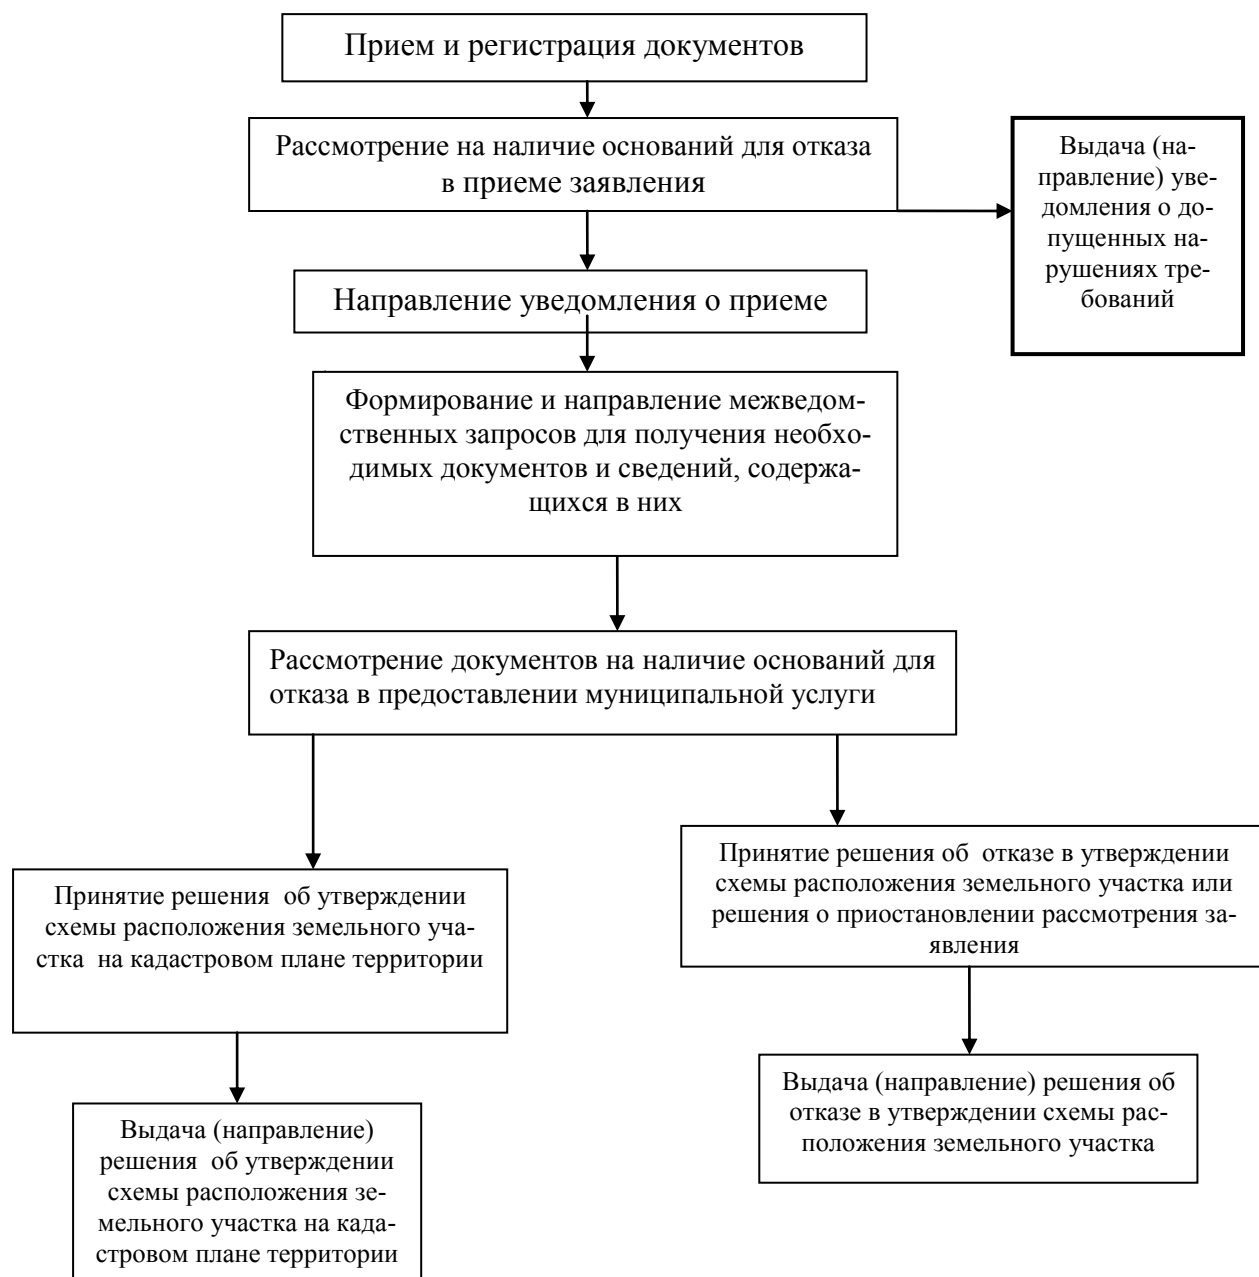 Прием и регистрация документов
Рассмотрение на наличие оснований для отказа
в приеме заявления
Выдача (на-
правление) уве-
домления о до-
пущенных на-
рушениях тре-
бований
Направление уведомления о приеме
Формирование и направление межведом-
ственных запросов для получения необхо-
димых документов и сведений, содержа-
щихся в них
Рассмотрение документов на наличие оснований для
отказа в предоставлении муниципальной услуги
Принятие решения  об утверждении
схемы расположения земельного уча-
стка  на кадастровом плане территории
Принятие решения об  отказе в утверждении
схемы расположения земельного участка или
решения о приостановлении рассмотрения за-
явления
Выдача (направление)
решения  об утверждении
схемы расположения зе-
мельного участка на када-
стровом плане территории
Выдача (направление) решения об
отказе в утверждении схемы рас-
положения земельного участка